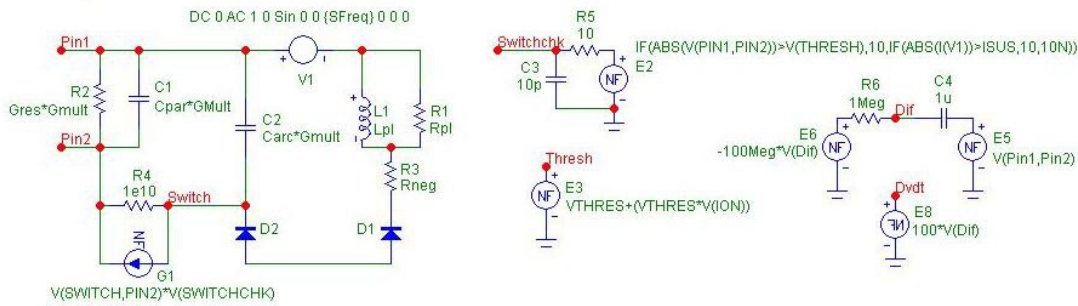 DC 0 AC 1 0 Sin 0 0 {SFreq} 0 0 0
Pin1
V1
R2
Gres*Gmult
C1
Cpar*GMult
L1
Lpl
R1
Rpl
C2
Carc*Gmult
Pin2
R3
Rneg
R4
1e10
Switch
D2
D1
NF
G1
V(SWITCH,PIN2)*V(SWITCHCHK)
Switchchk
R5
10
IF(ABS(V(PIN1,PIN2))>V(THRESH),10,IF(ABS(I(V1))>ISUS,10,10N))
C3
10p
NF
E2
Thresh
NF
E3
VTHRES+(VTHRES*V(ION))
R6
1Meg
Dif
C4
1u
E6
-100Meg*V(Dif)
NF
NF
E5
V(Pin1,Pin2)
Dvdt
NF
E8
100*V(Dif)